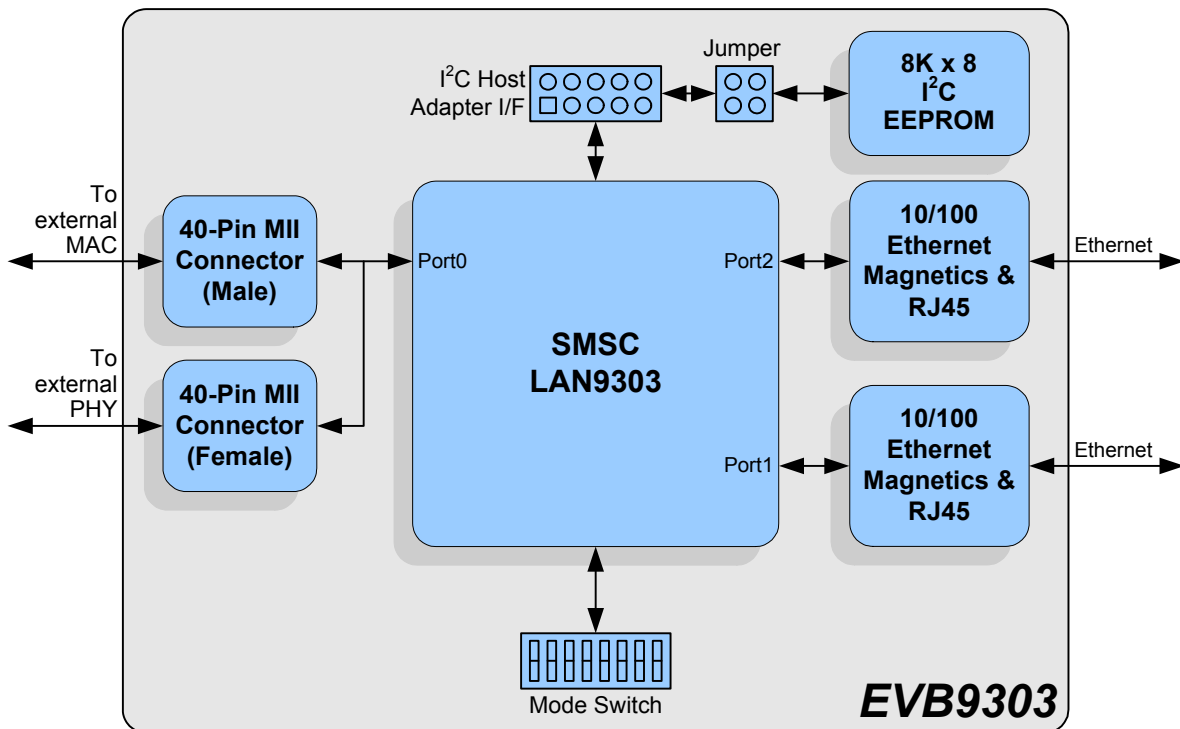 Jumper
I²C Host
Adapter I/F
8K x 8
I²C
EEPROM
To
external
MAC
40-Pin MII
Connector
(Male)
Port0
Port2
10/100
Ethernet
Magnetics &
RJ45
Ethernet
SMSC
LAN9303
To
external
PHY
40-Pin MII
Connector
(Female)
Port1
10/100
Ethernet
Magnetics &
RJ45
Ethernet
Mode Switch
EVB9303